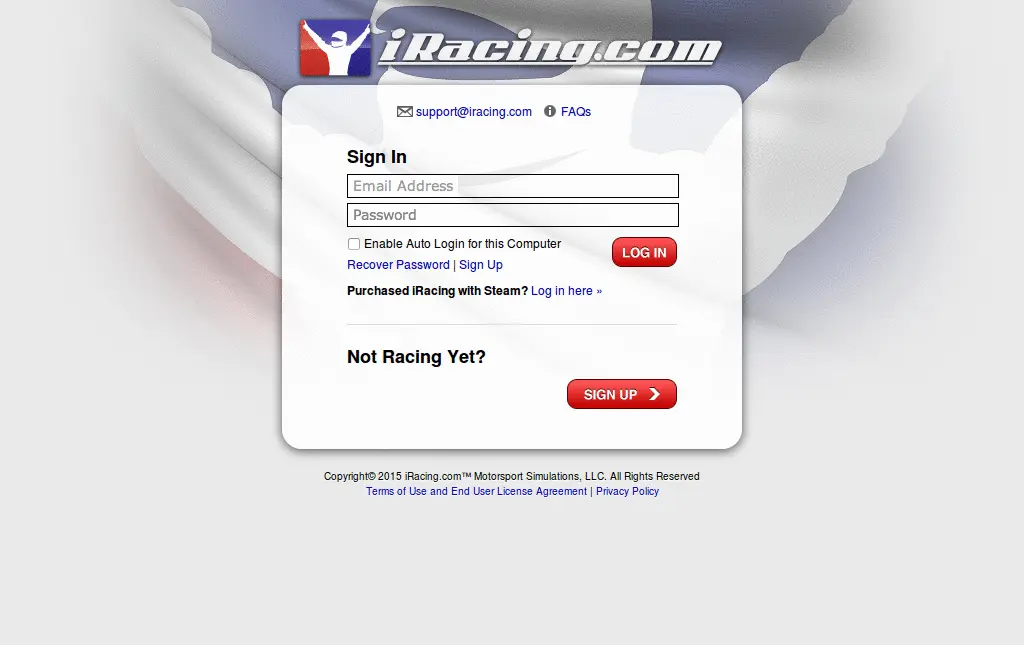 iRacing.com
support@iracing.com FAQs
Sign In
Email Address
Password
Enable Auto Login for this Computer
LOG IN
Recover Password | Sign Up
Purchased iRacing with Steam? Log in here »
Not Racing Yet?
SIGN UP
Copyright© 2015 iRacing.com™ Motorsport Simulations, LLC. All Rights Reserved
Terms of Use and End User License Agreement | Privacy Policy